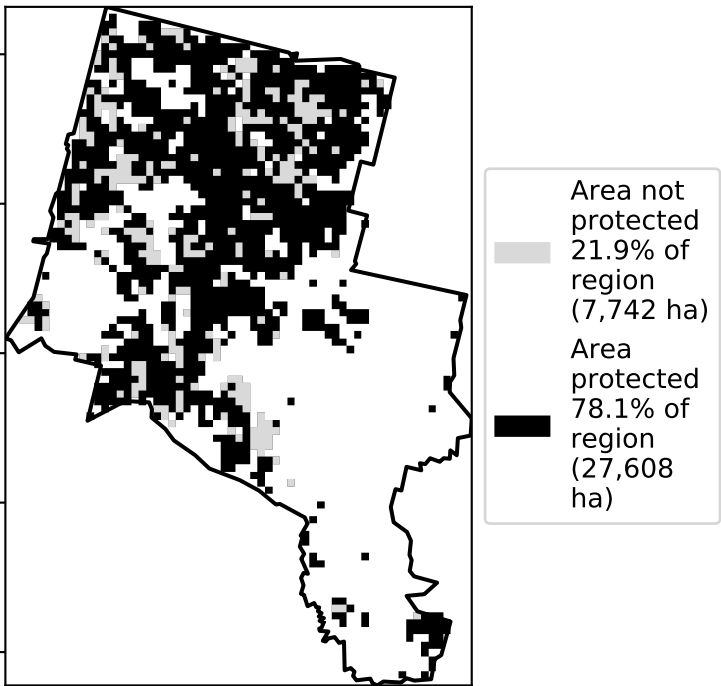 Area not
protected
21.9% of
region
(7,742 ha)
Area
protected
78.1% of
region
(27,608
ha)